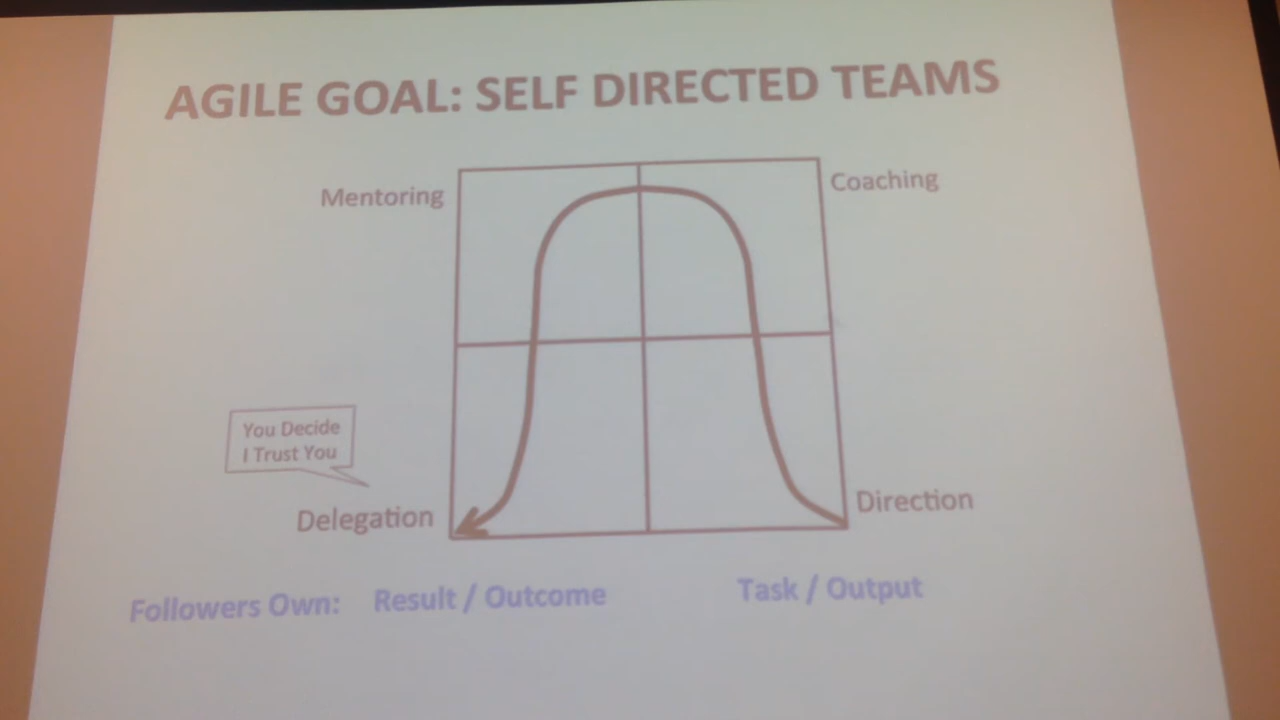 AGILE GOAL: SELF DIRECTED TEAMS
Mentoring
Coaching
You Decide
I Trust You
Delegation
Direction
Followers Own: Result / Outcome Task / Output